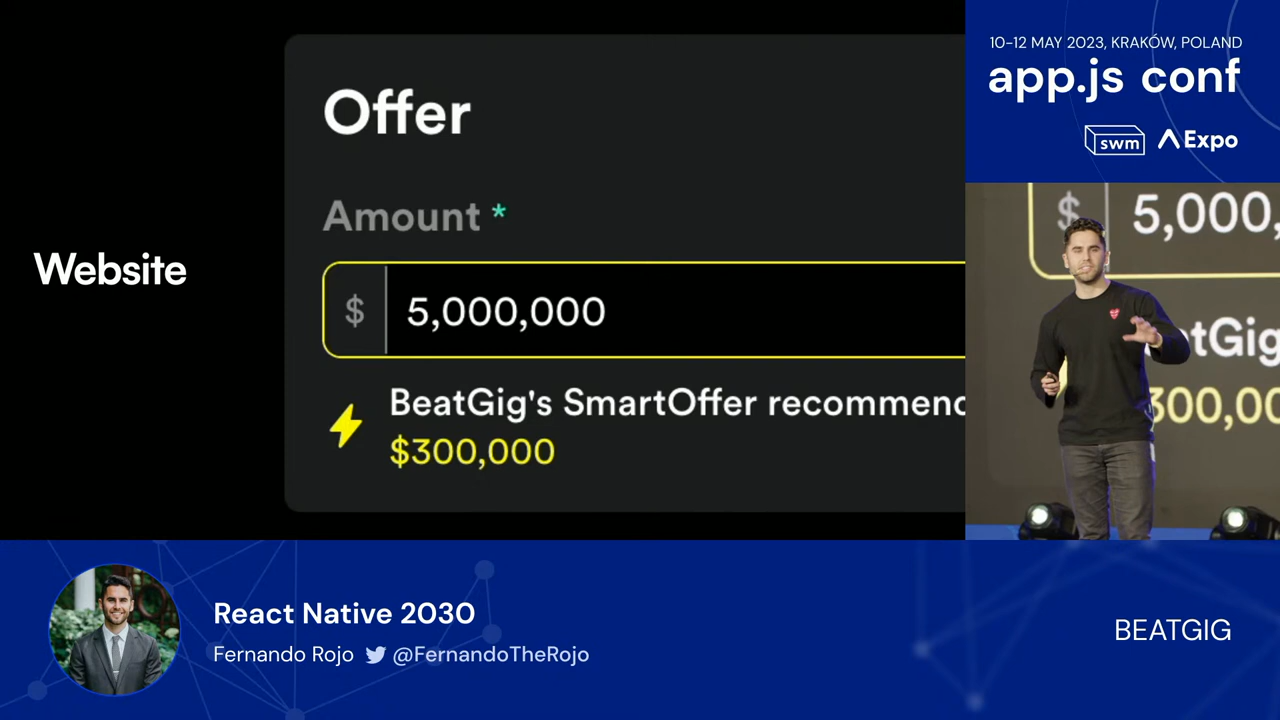 Website
Offer
Amount *
$ 5,000,000
BeatGig's SmartOffer recommend
$300,000
10-12 MAY 2023, KRAKÓW, POLAND
app.js conf
swm Expo
$ 5,000,
atGig
300,00
React Native 2030
Fernando Rojo @FernandoTheRojo
BEATGIG